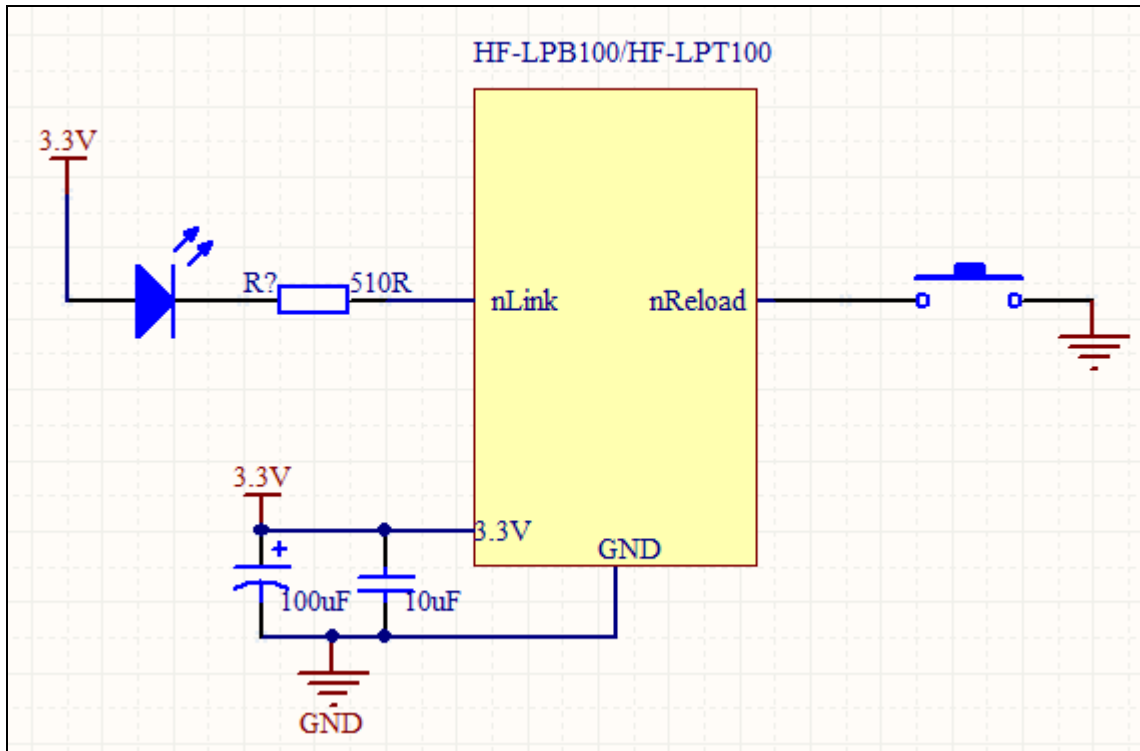 HF-LPB100/HF-LPT100
3.3V
R?
510R
nLink
nReload
3.3V
3.3V
GND
+
100uF
10uF
GND